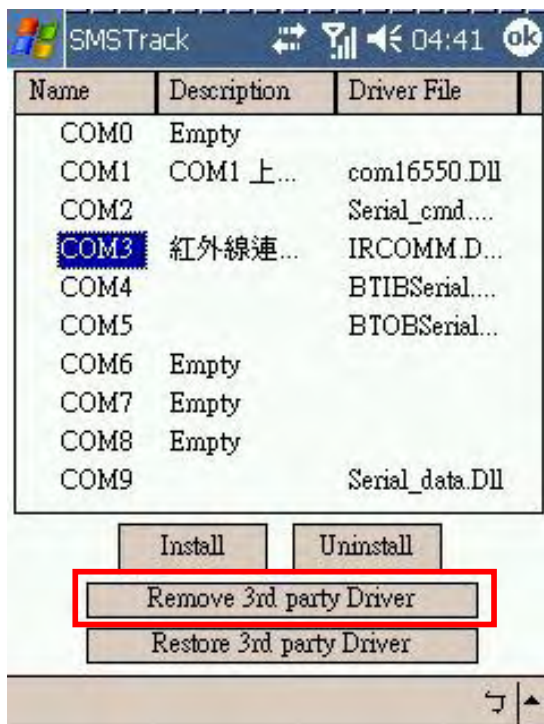 SMSTrack 04:41 ok
Name Description Driver File
COM0 Empty
COM1 COM1 上... com16550.Dll
COM2 Serial_cmd....
COM3 紅外線連... IRCOMM.D...
COM4 BTIBSerial....
COM5 BTOBSerial...
COM6 Empty
COM7 Empty
COM8 Empty
COM9 Serial_data.Dll
Install Uninstall
Remove 3rd party Driver
Restore 3rd party Driver
ㄅ